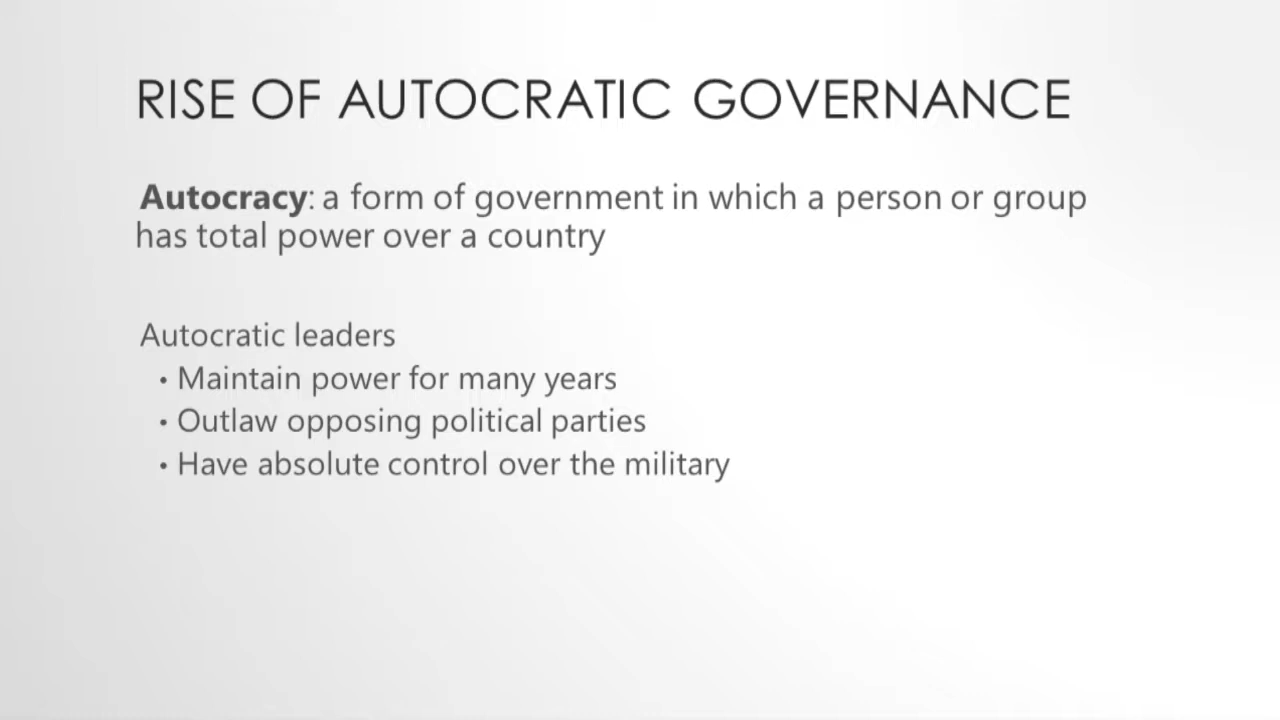 RISE OF AUTOCRATIC GOVERNANCE
Autocracy: a form of government in which a person or group
has total power over a country
Autocratic leaders
• Maintain power for many years
• Outlaw opposing political parties
• Have absolute control over the military